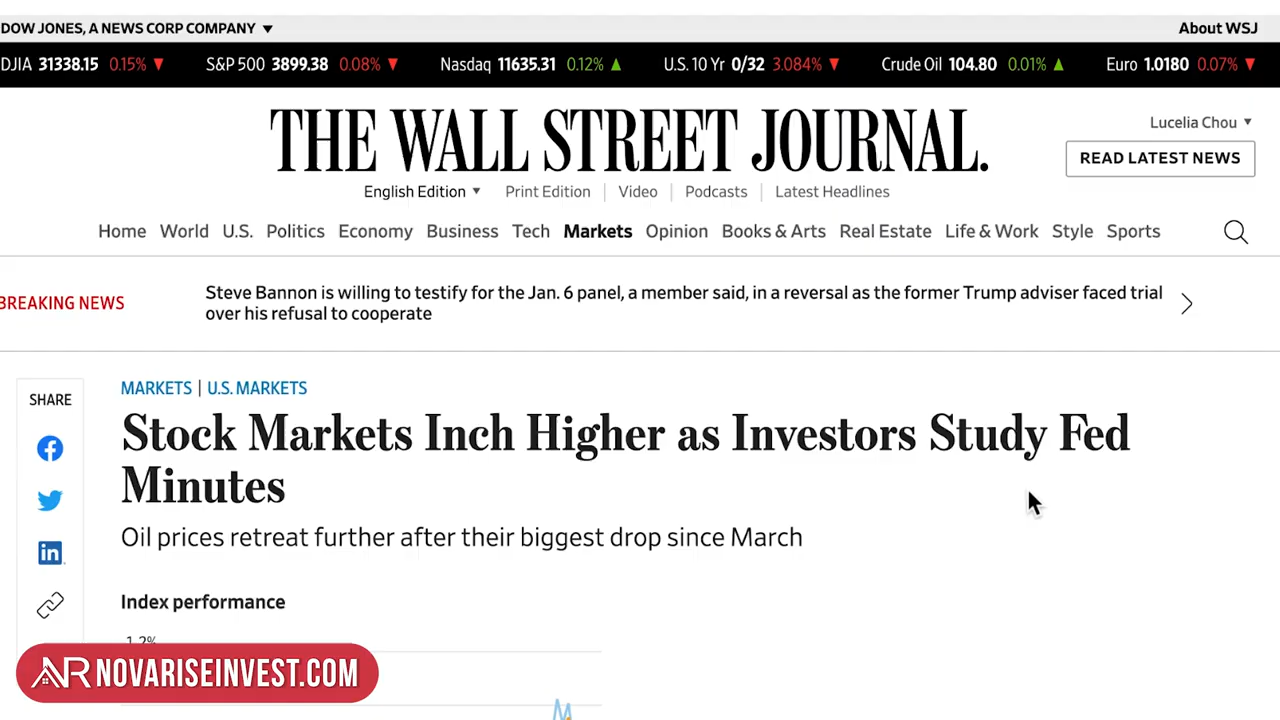 DOW JONES, A NEWS CORP COMPANY
About WSJ
DJIA 31338.15 0.15% S&P 500 3899.38 0.08% Nasdaq 11635.31 0.12% U.S. 10 Yr 0/32 3.084% Crude Oil 104.80 0.01% Euro 1.0180 0.07%
THE WALL STREET JOURNAL.
Lucelia Chou
READ LATEST NEWS
English Edition Print Edition Video Podcasts Latest Headlines
Home World U.S. Politics Economy Business Tech Markets Opinion Books & Arts Real Estate Life & Work Style Sports
BREAKING NEWS
Steve Bannon is willing to testify for the Jan. 6 panel, a member said, in a reversal as the former Trump adviser faced trial
over his refusal to cooperate
SHARE
MARKETS | U.S. MARKETS
Stock Markets Inch Higher as Investors Study Fed
Minutes
Oil prices retreat further after their biggest drop since March
Index performance
1.2%
NR NOVARISEINVEST.COM